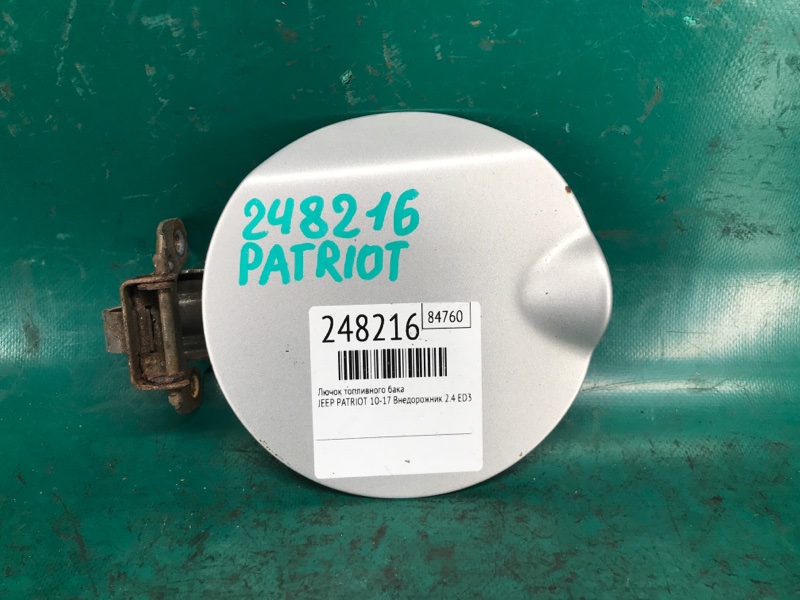 248216
PATRIOT
248216 84760
Лючок топливного бака
JEEP PATRIOT 10-17 Внедорожник 2.4 ED3